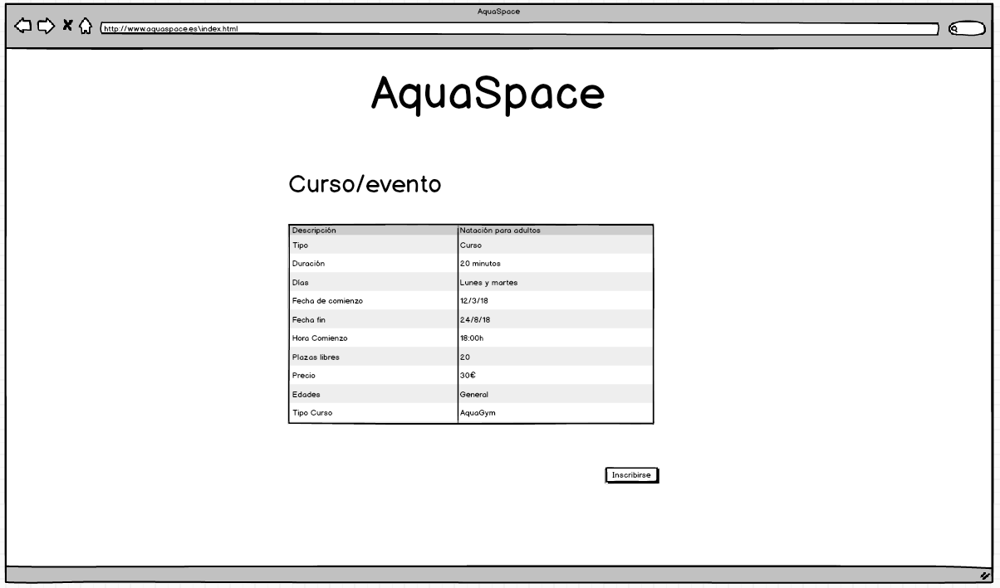 AquaSpace
http://www.aquaspace.es\index.html
AquaSpace
Curso/evento
Descripción Natación para adultos
Tipo Curso
Duración 20 minutos
Días Lunes y martes
Fecha de comienzo 12/3/18
Fecha fin 24/8/18
Hora Comienzo 18:00h
Plazas libres 20
Precio 30€
Edades General
Tipo Curso AquaGym
Inscribirse